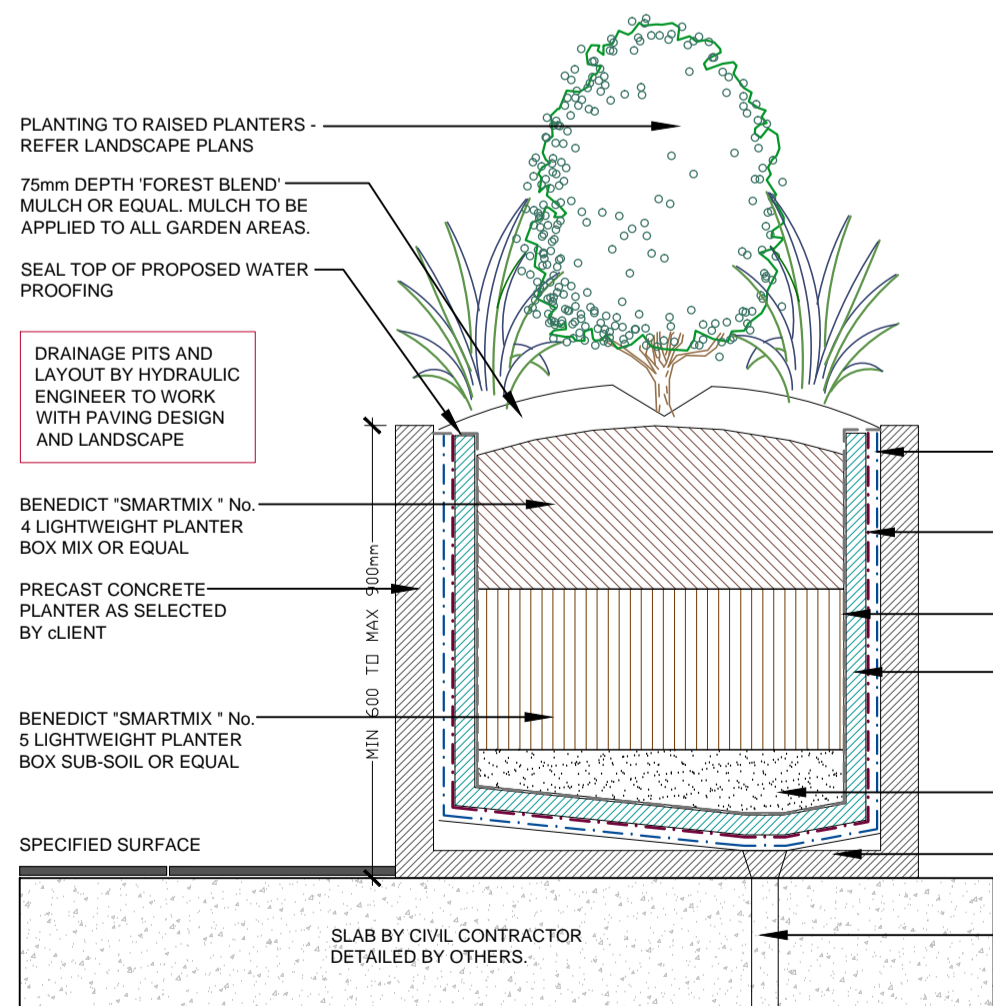 PLANTING TO RAISED PLANTERS -
REFER LANDSCAPE PLANS
75mm DEPTH 'FOREST BLEND'
MULCH OR EQUAL. MULCH TO BE
APPLIED TO ALL GARDEN AREAS.
SEAL TOP OF PROPOSED WATER
PROOFING
DRAINAGE PITS AND
LAYOUT BY HYDRAULIC
ENGINEER TO WORK
WITH PAVING DESIGN
AND LANDSCAPE
BENEDICT "SMARTMIX " No.
4 LIGHTWEIGHT PLANTER
BOX MIX OR EQUAL
PRECAST CONCRETE
PLANTER AS SELECTED
BY cLIENT
MIN 600 TO MAX 900mm
BENEDICT "SMARTMIX " No.
5 LIGHTWEIGHT PLANTER
BOX SUB-SOIL OR EQUAL
SPECIFIED SURFACE
SLAB BY CIVIL CONTRACTOR
DETAILED BY OTHERS.